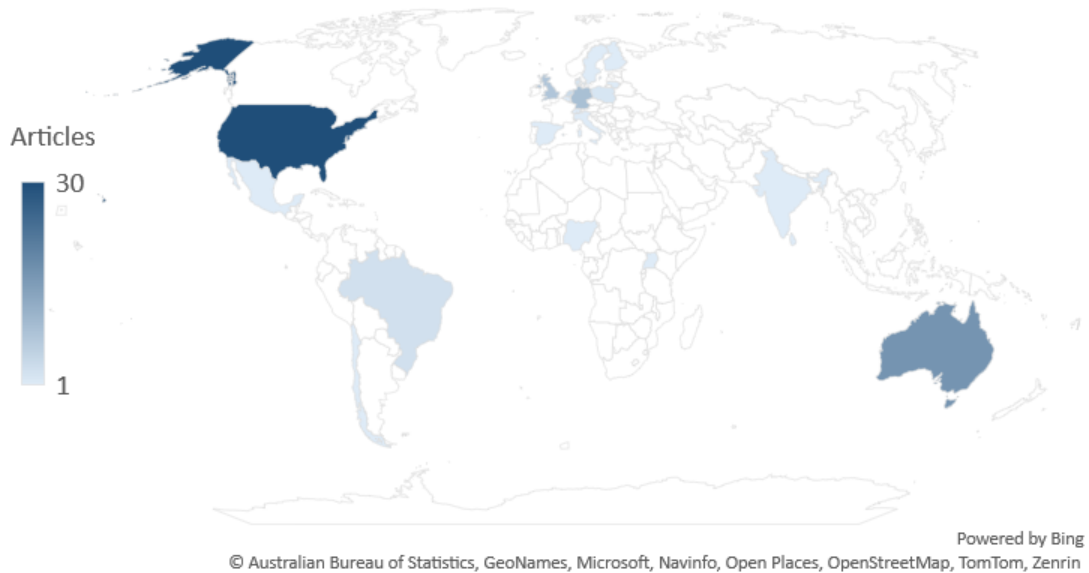 Articles
30
1
Powered by Bing
© Australian Bureau of Statistics, GeoNames, Microsoft, Navinfo, Open Places, OpenStreetMap, TomTom, Zenrin